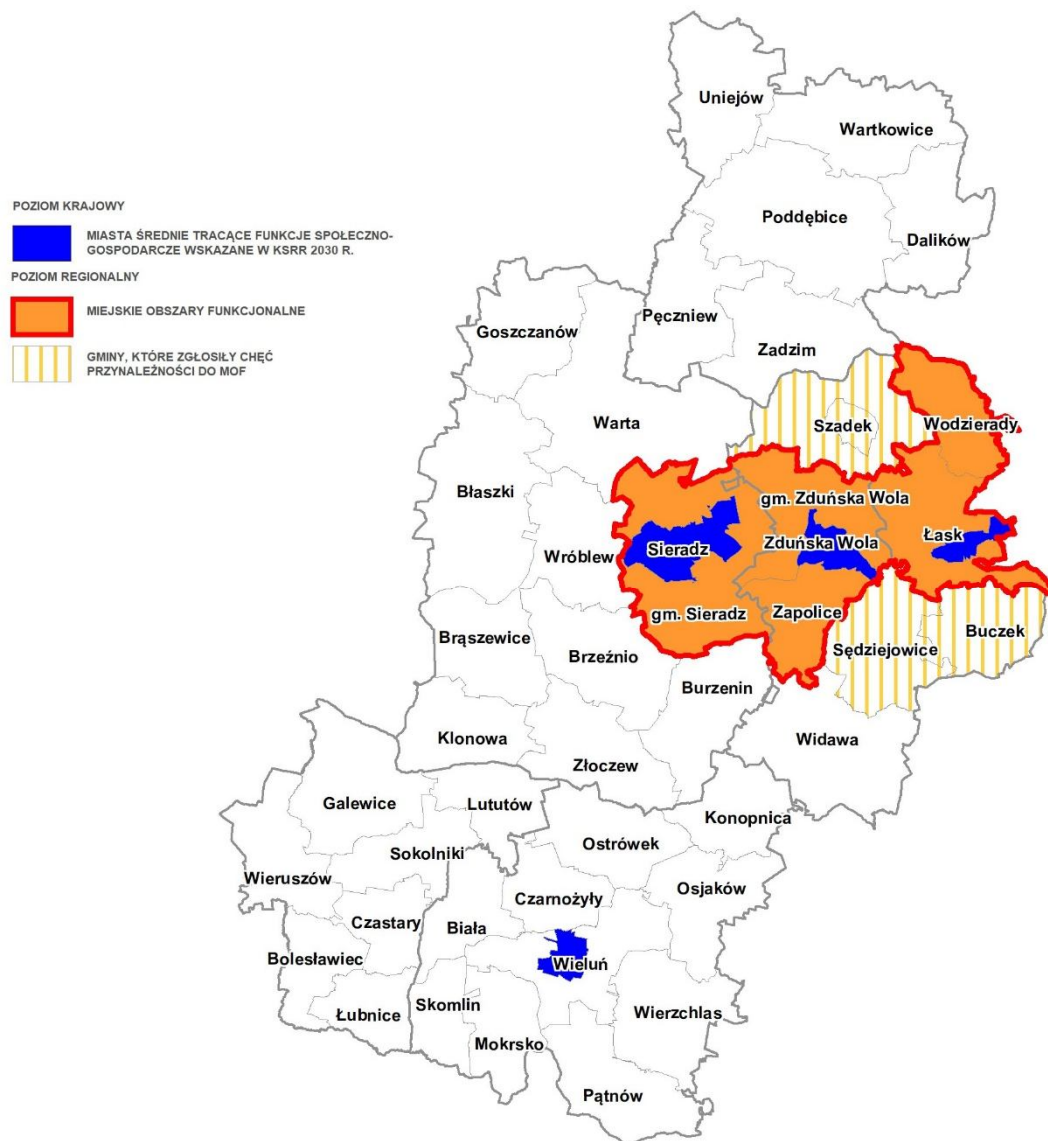 POZIOM KRAJOWY
MIASTA ŚREDNIE TRACĄCE FUNKCJE SPOŁECZNO-
GOSPODARCZE WSKAZANE W KSRR 2030 R.
POZIOM REGIONALNY
MIEJSKIE OBSZARY FUNKCJONALNE
GMINY, KTÓRE ZGŁOSIŁY CHĘĆ
PRZYNALEŻNOŚCI DO MOF
Uniejów
Wartkowice
Poddębice
Dalików
Pęczniew
Goszczanów
Zadzim
Warta
Szadek
Wodzierady
Błaszki
gm. Zduńska Wola
Wróblew
Sieradz
Zduńska Wola
Łask
gm. Sieradz
Zapolice
Buczek
Brąszewice
Brzeźnio
Sędziejowice
Burzenin
Klonowa
Widawa
Złoczew
Galewice
Lututów
Konopnica
Ostrówek
Sokolniki
Wieruszów
Osjaków
Czarnożyły
Czastary
Biała
Bolesławiec
Wieluń
Skomlin
Łubnice
Wierzchlas
Mokrsko
Pątnów